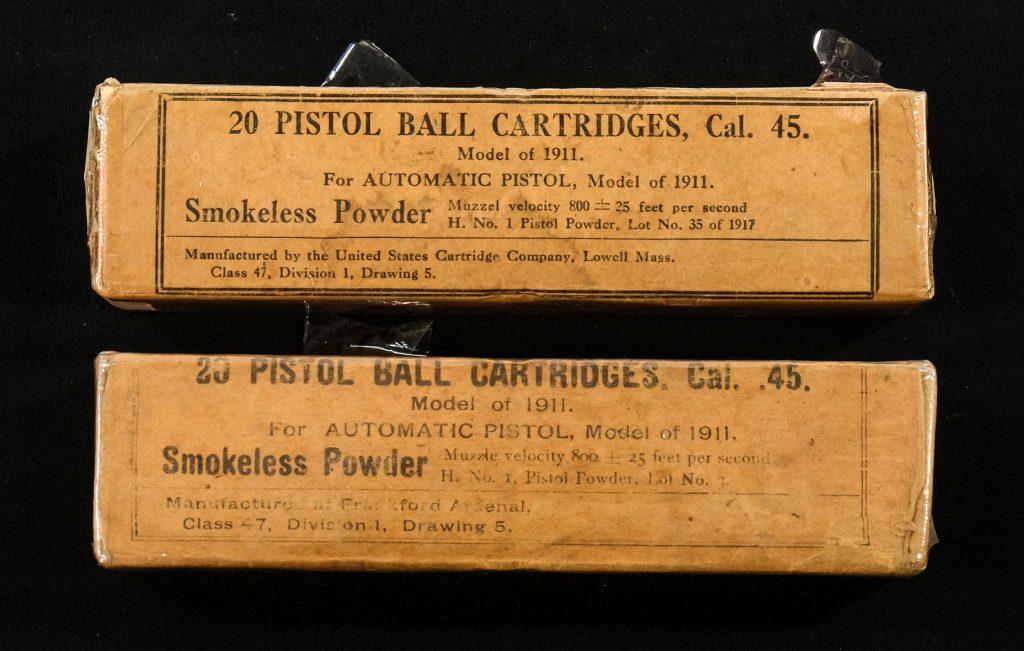 20 PISTOL BALL CARTRIDGES, Cal. 45.
Model of 1911.
For AUTOMATIC PISTOL, Model of 1911.
Smokeless Powder
Muzzel velocity 800 ± 25 feet per second
H. No. 1 Pistol Powder, Lot No. 35 of 1917
Manufactured by the United States Cartridge Company, Lowell Mass.
Class 47, Division 1, Drawing 5.
20 PISTOL BALL CARTRIDGES, Cal. .45.
Model of 1911.
For AUTOMATIC PISTOL, Model of 1911.
Smokeless Powder
Muzzle velocity 800 ± 25 feet per second
H. No. 1, Pistol Powder, Lot No.
Manufactured at Frankford Arsenal,
Class 47, Division 1, Drawing 5.